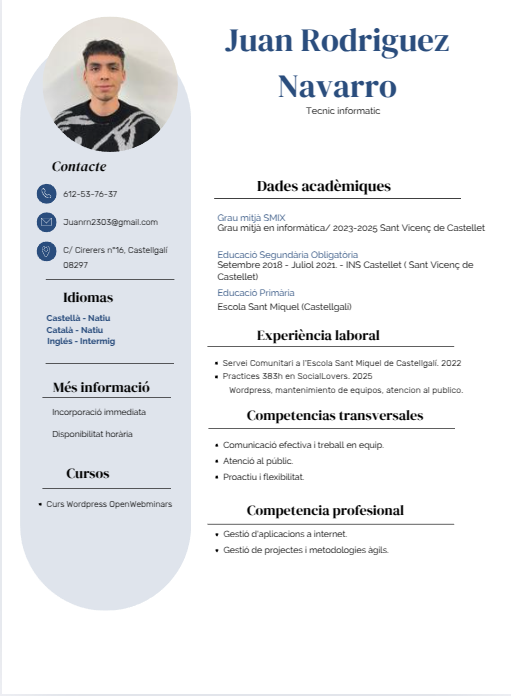 Juan Rodriguez
Navarro
Tecnic informatic
Contacte
612-53-76-37
Juanrn2303@gmail.com
C/ Cirerers n°16, Castellgalí
08297
Idiomas
Castellà - Natiu
Català - Natiu
Inglés - Intermig
Més informació
Incorporació immediata
Disponibilitat horària
Cursos
• Curs Wordpress OpenWebminars
Dades acadèmiques
Grau mitjà SMIX
Grau mitjà en informàtica/ 2023-2025 Sant Vicenç de Castellet
Educació Segundària Obligatòria
Setembre 2018 - Juliol 2021. - INS Castellet ( Sant Vicenç de
Castellet)
Educació Primària
Escola Sant Miquel (Castellgalí)
Experiència laboral
• Servei Comunitari a l'Escola Sant Miquel de Castellgalí. 2022
• Practices 383h en SocialLovers. 2025
Wordpress, mantenimiento de equipos, atencion al publico.
Competencias transversales
• Comunicació efectiva i treball en equip.
• Atenció al públic.
• Proactiu i flexibilitat.
Competencia profesional
• Gestió d'aplicacions a internet.
• Gestió de projectes i metodologies àgils.